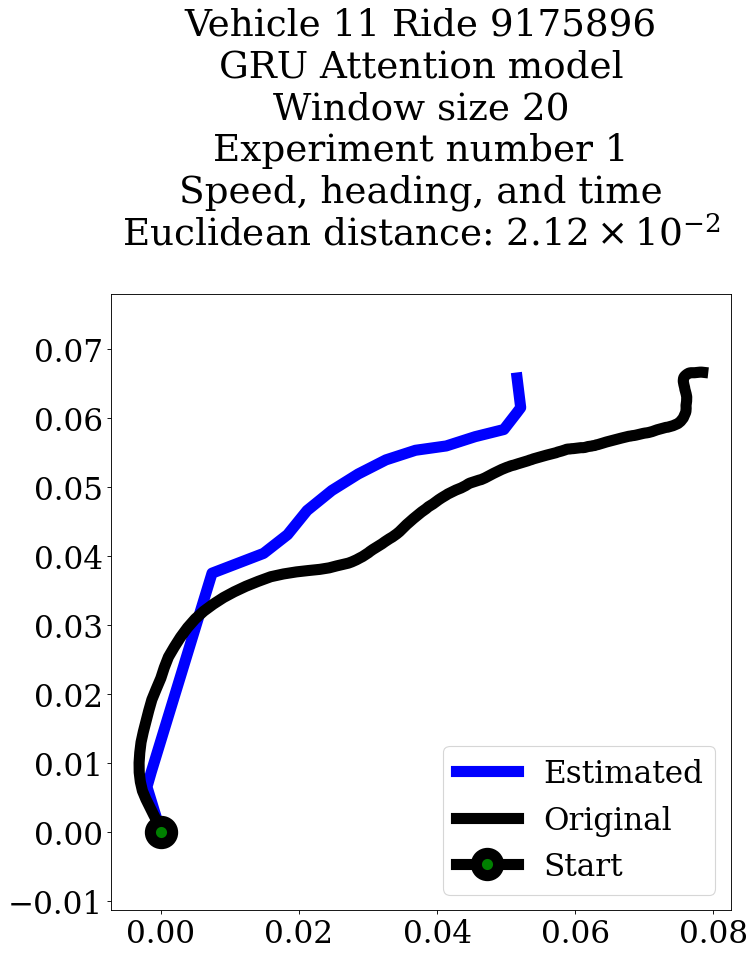 Vehicle 11 Ride 9175896
GRU Attention model
Window size 20
Experiment number 1
Speed, heading, and time
Euclidean distance: 2.12 × 10⁻²
0.07
0.06
0.05
0.04
0.03
0.02
0.01
0.00
−0.01
Estimated
Original
Start
0.00 0.02 0.04 0.06 0.08